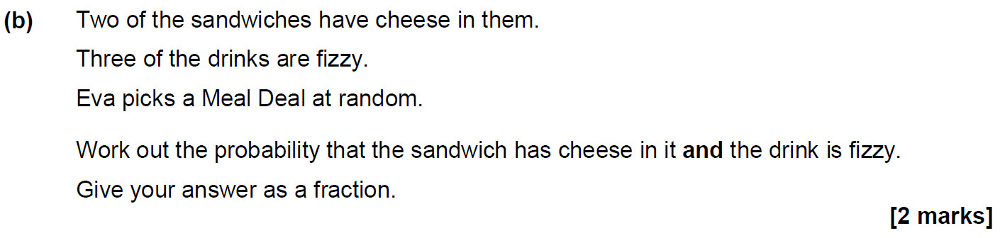 (b) Two of the sandwiches have cheese in them.
Three of the drinks are fizzy.
Eva picks a Meal Deal at random.
Work out the probability that the sandwich has cheese in it and the drink is fizzy.
Give your answer as a fraction.
[2 marks]